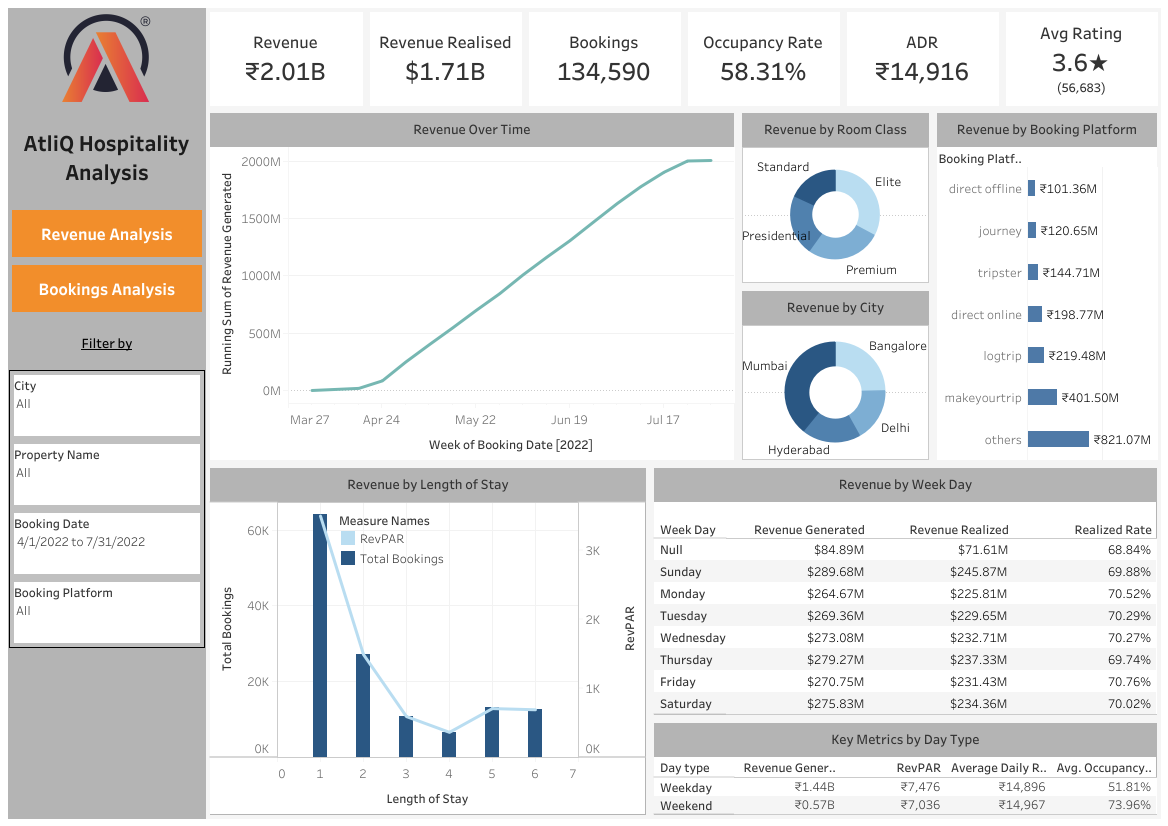 ®
AtliQ Hospitality
Analysis
Revenue Analysis
Bookings Analysis
Filter by
City
All
Property Name
All
Booking Date
4/1/2022 to 7/31/2022
Booking Platform
All
Revenue
₹2.01B
Revenue Realised
$1.71B
Bookings
134,590
Occupancy Rate
58.31%
ADR
₹14,916
Avg Rating
3.6★
(56,683)
Revenue Over Time
Running Sum of Revenue Generated
2000M
1500M
1000M
500M
0M
Mar 27 Apr 24 May 22 Jun 19 Jul 17
Week of Booking Date [2022]
Revenue by Room Class
Standard
Elite
Presidential
Premium
Revenue by City
Bangalore
Mumbai
Delhi
Hyderabad
Revenue by Booking Platform
Booking Platf..
direct offline ₹101.36M
journey ₹120.65M
tripster ₹144.71M
direct online ₹198.77M
logtrip ₹219.48M
makeyourtrip ₹401.50M
others ₹821.07M
Revenue by Length of Stay
Measure Names
RevPAR
Total Bookings
Total Bookings
60K
40K
20K
0K
RevPAR
3K
2K
1K
0K
0 1 2 3 4 5 6 7
Length of Stay
Revenue by Week Day
Week Day Revenue Generated Revenue Realized Realized Rate
Null $84.89M $71.61M 68.84%
Sunday $289.68M $245.87M 69.88%
Monday $264.67M $225.81M 70.52%
Tuesday $269.36M $229.65M 70.29%
Wednesday $273.08M $232.71M 70.27%
Thursday $279.27M $237.33M 69.74%
Friday $270.75M $231.43M 70.76%
Saturday $275.83M $234.36M 70.02%
Key Metrics by Day Type
Day type Revenue Gener.. RevPAR Average Daily R.. Avg. Occupancy..
Weekday ₹1.44B ₹7,476 ₹14,896 51.81%
Weekend ₹0.57B ₹7,036 ₹14,967 73.96%